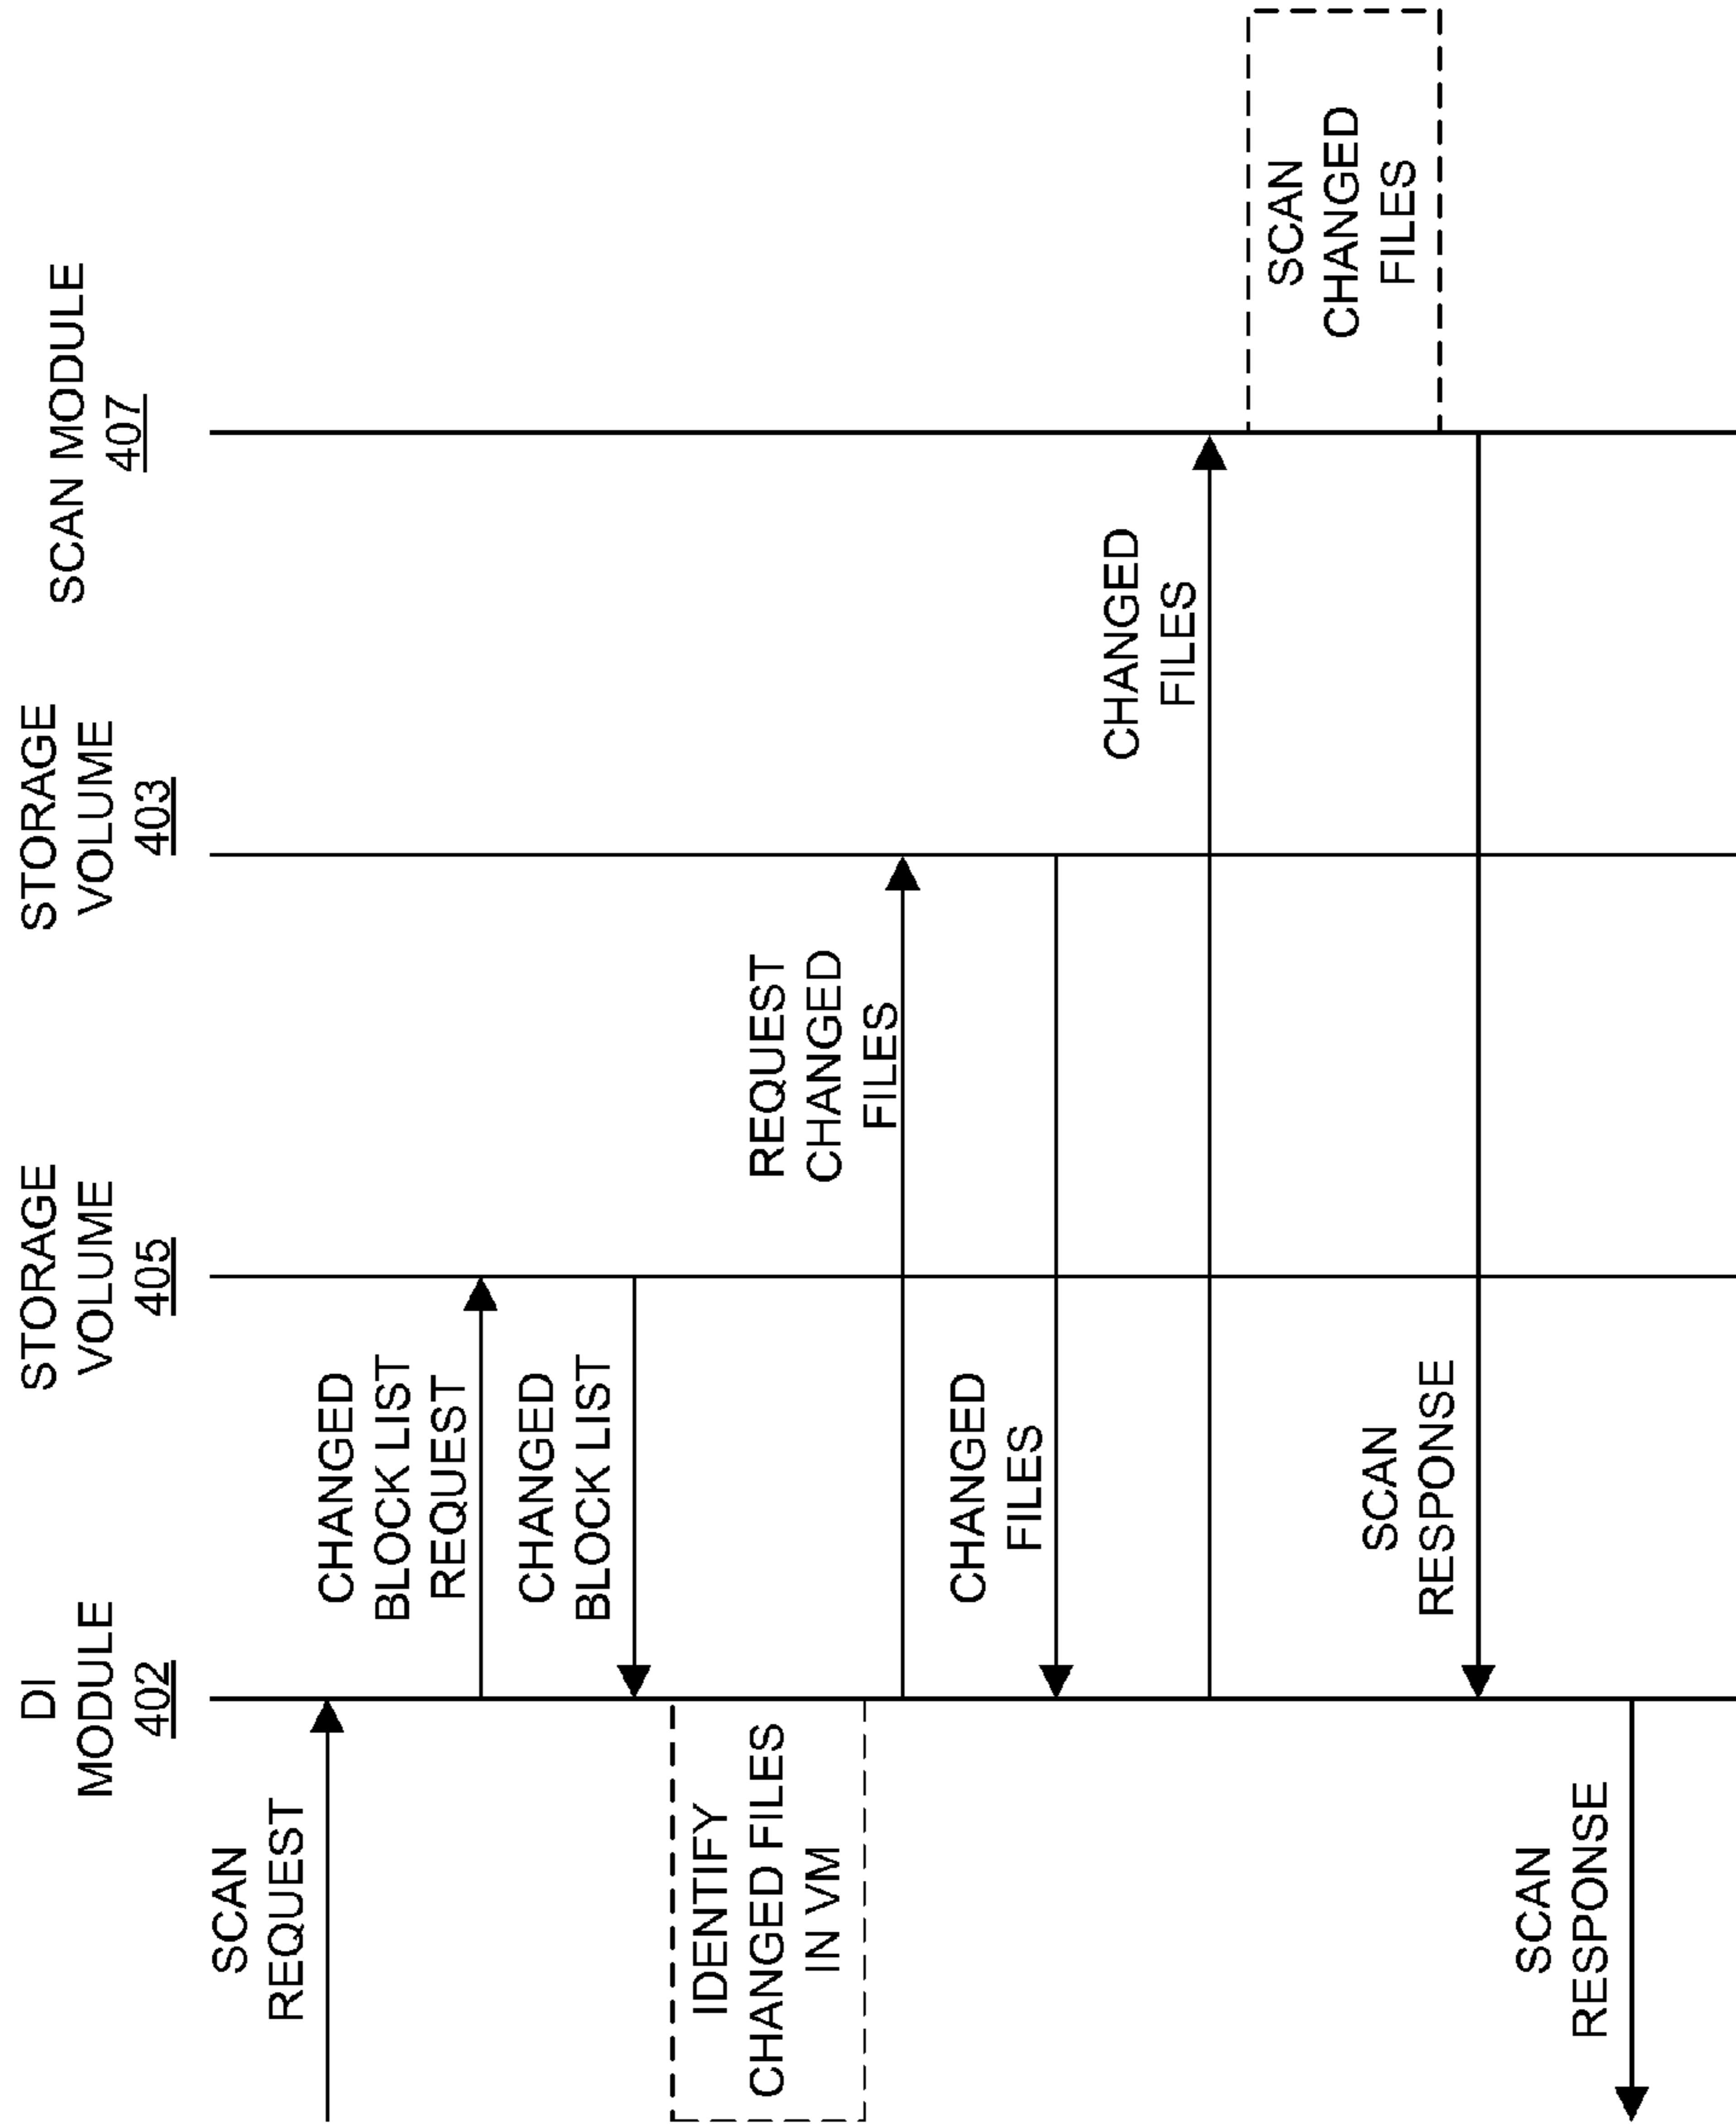 DI
MODULE
402
STORAGE
VOLUME
405
STORAGE
VOLUME
403
SCAN MODULE
407
SCAN
REQUEST
CHANGED
BLOCK LIST
REQUEST
CHANGED
BLOCK LIST
IDENTIFY
CHANGED FILES
IN VM
REQUEST
CHANGED
FILES
CHANGED
FILES
CHANGED
FILES
SCAN
CHANGED
FILES
SCAN
RESPONSE
SCAN
RESPONSE